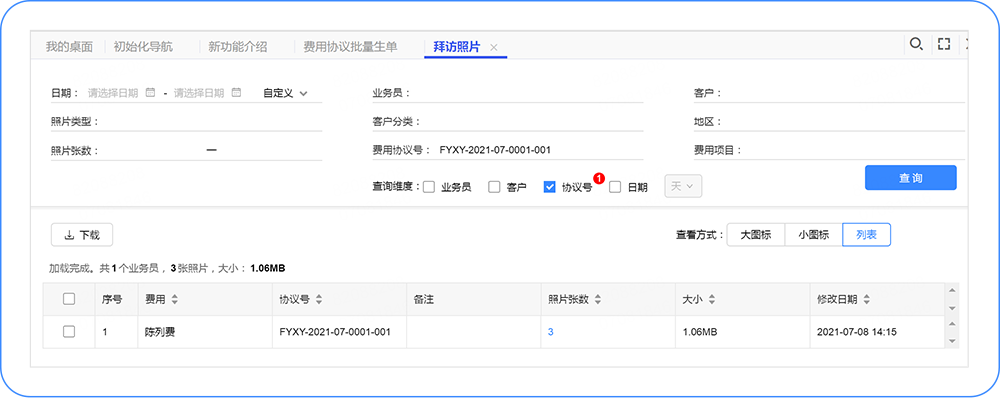 我的桌面 初始化导航 新功能介绍 费用协议批量生单 拜访照片
日期： 请选择日期 - 请选择日期 自定义 业务员： 客户：
照片类型： 客户分类： 地区：
照片张数： — 费用协议号： FYXY-2021-07-0001-001 费用项目：
查询维度： 业务员 客户 协议号 1 日期 天 查询
下载 查看方式： 大图标 小图标 列表
加载完成。共1个业务员，3张照片，大小：1.06MB
序号 费用 协议号 备注 照片张数 大小 修改日期
1 陈列费 FYXY-2021-07-0001-001 3 1.06MB 2021-07-08 14:15